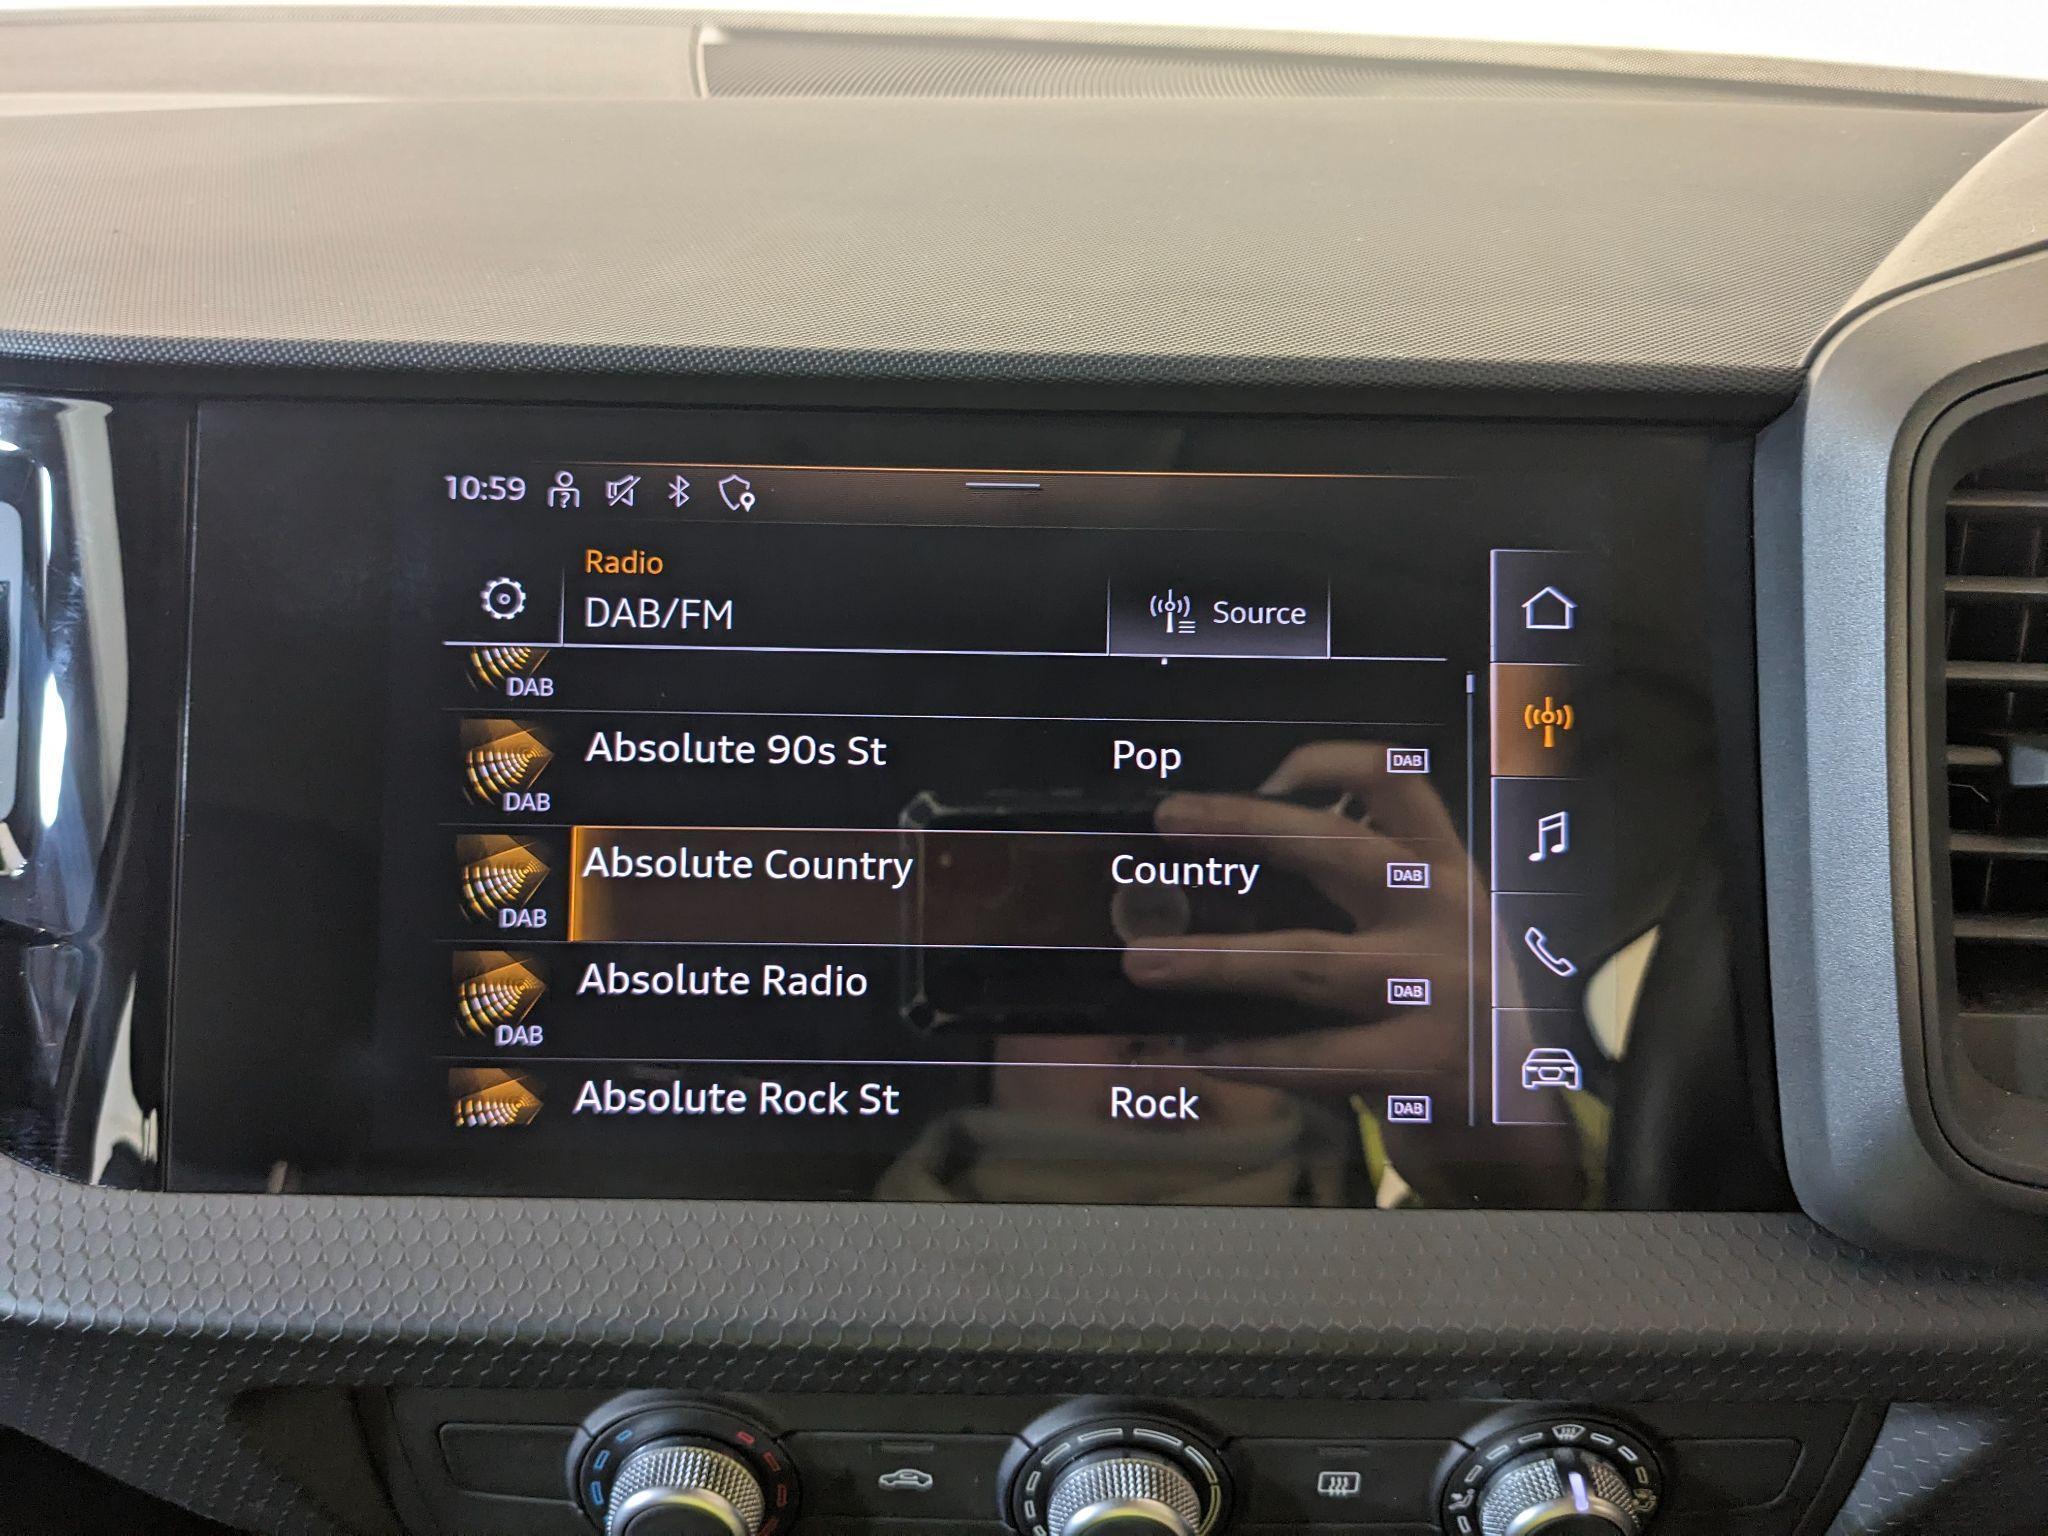 10:59
Radio
DAB/FM
Source
DAB
Absolute 90s St Pop DAB
DAB
Absolute Country Country DAB
DAB
Absolute Radio DAB
DAB
Absolute Rock St Rock DAB